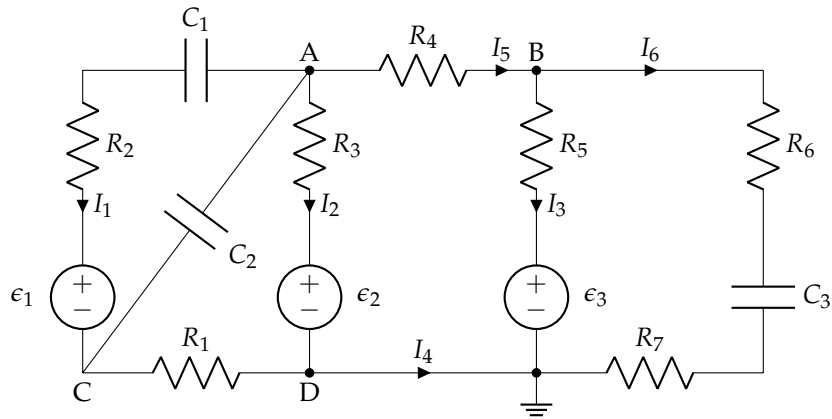 C₁
A
R₄
I₅
B
I₆
R₂
R₃
R₅
R₆
I₁
C₂
I₂
I₃
ϵ₁
+
−
ϵ₂
+
−
ϵ₃
+
−
C₃
R₁
I₄
R₇
C
D